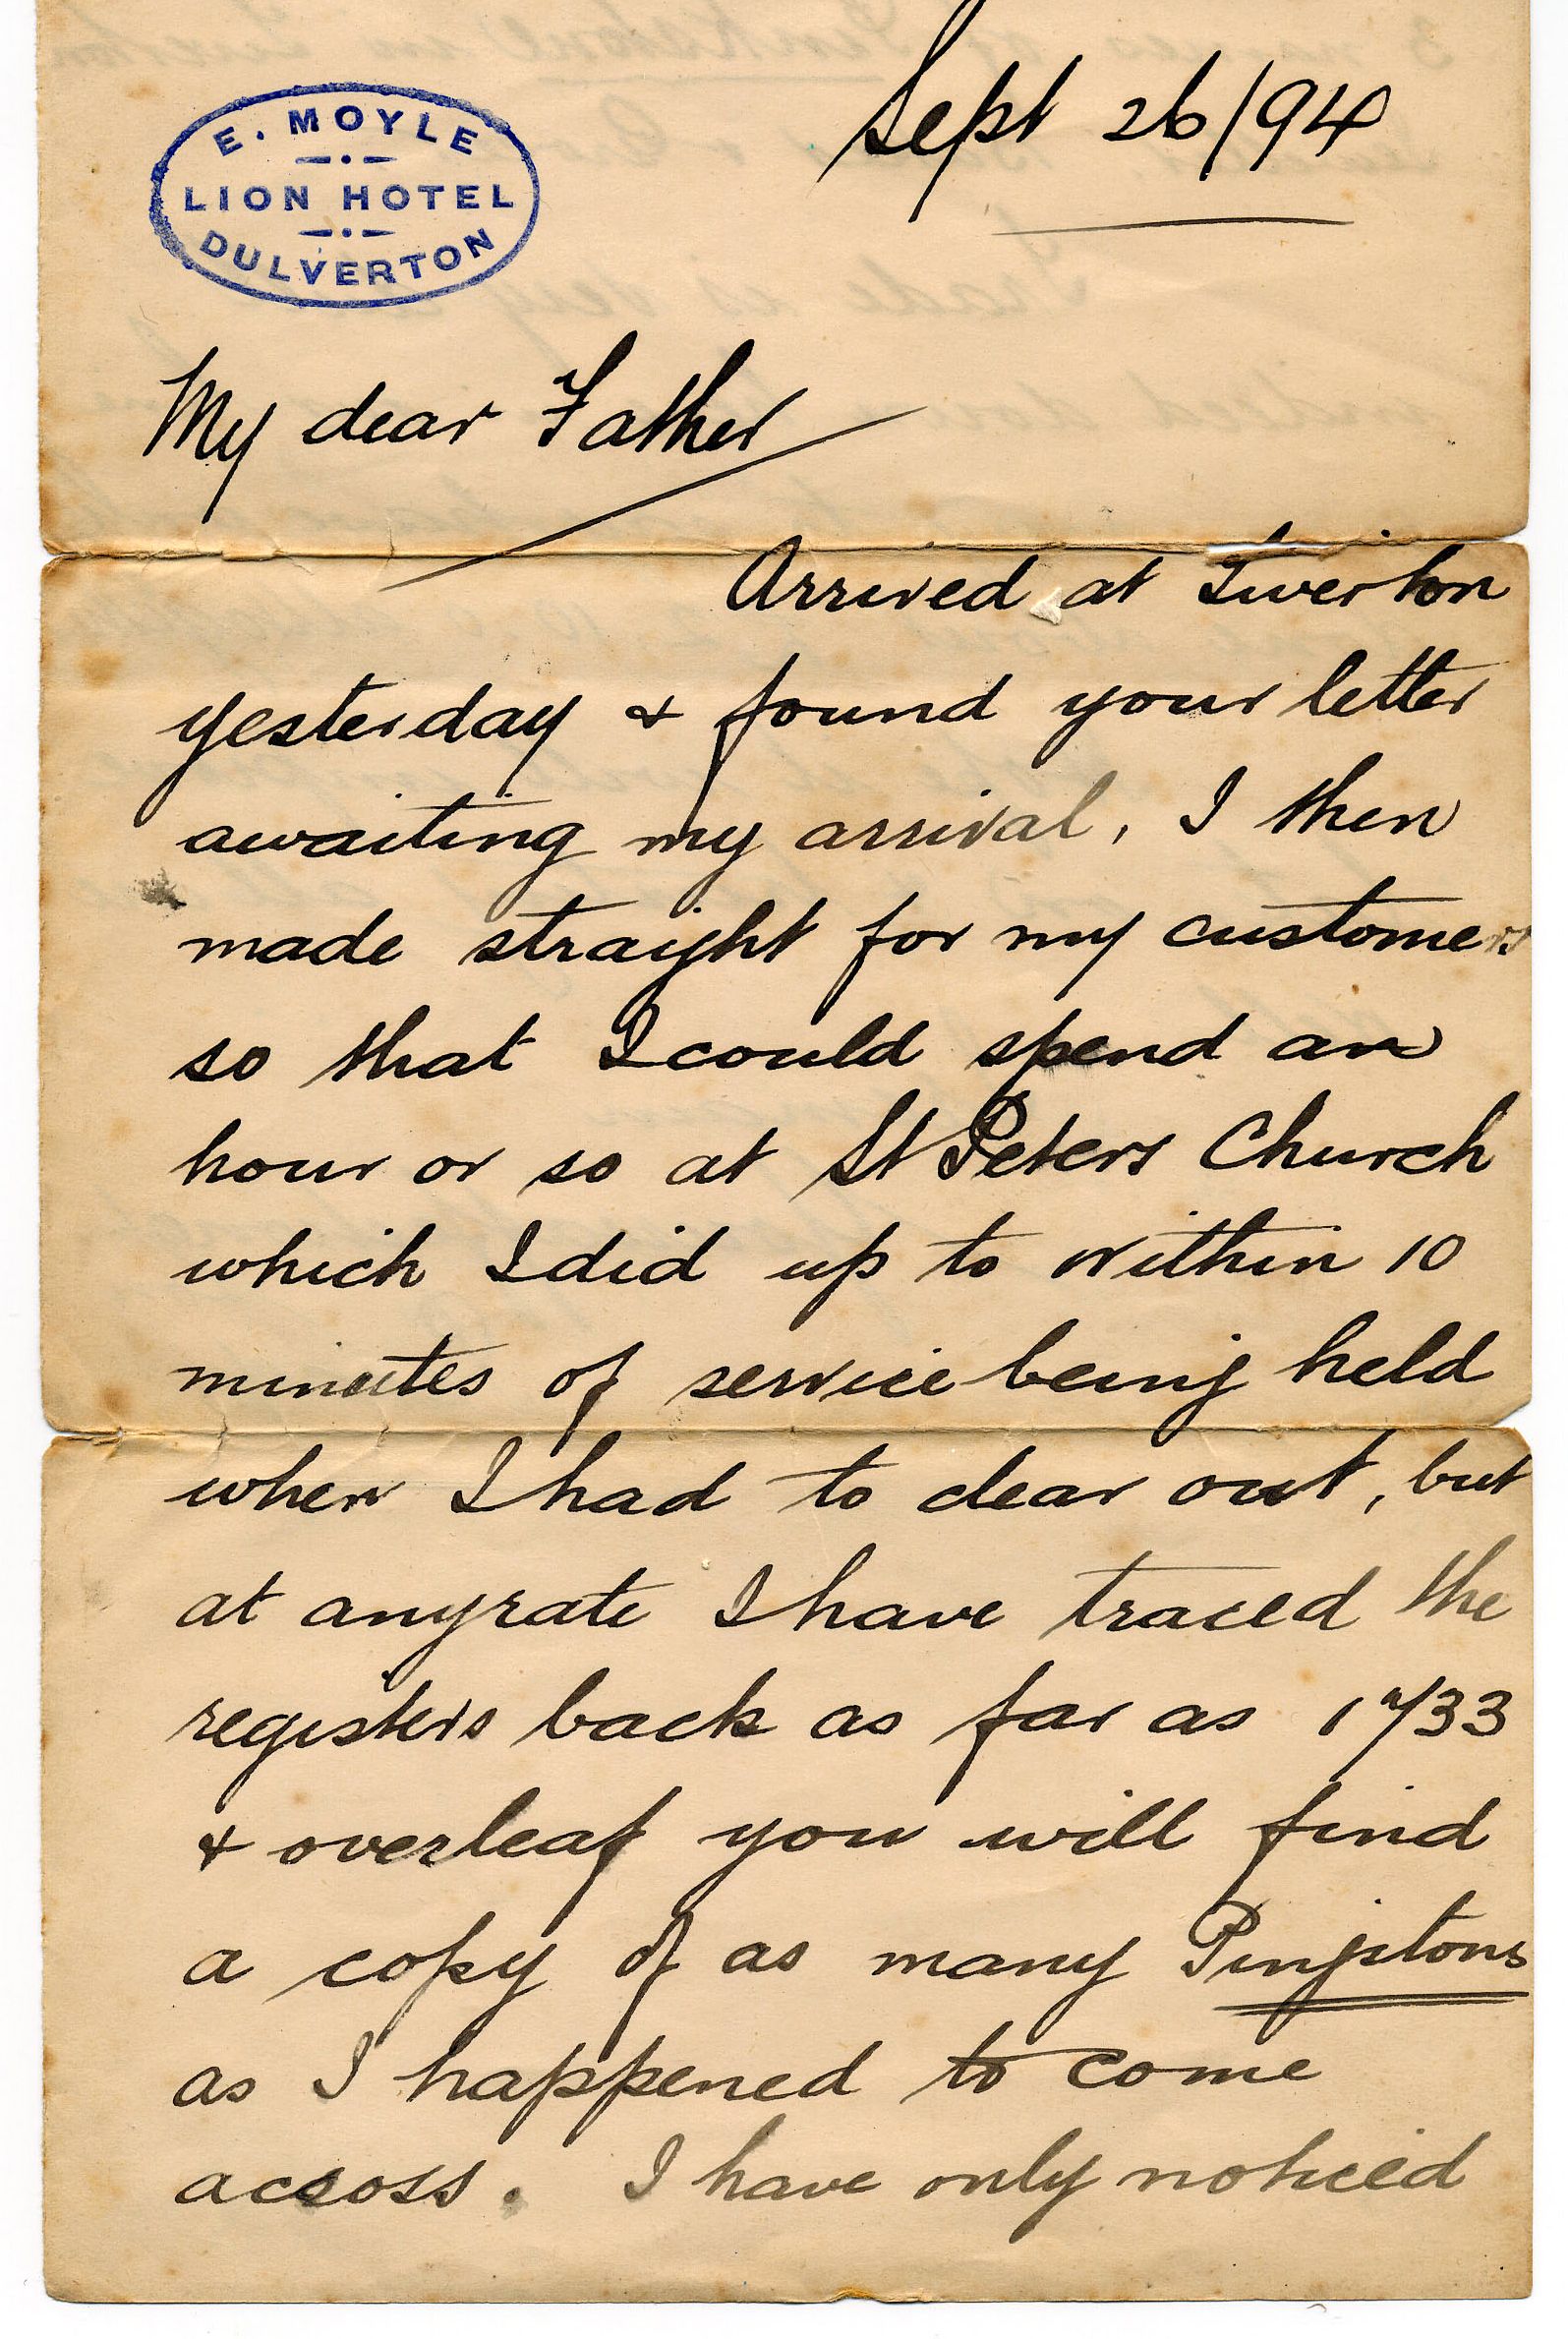 E. MOYLE
LION HOTEL
DULVERTON
Sept 26/94
My dear Father
Arrived at Tiverton
yesterday & found your letter
awaiting my arrival, I then
made straight for my customers
so that I could spend an
hour or so at St Peters Church
which I did up to within 10
minutes of service being held
when I had to clear out, but
at anyrate I have traced the
registers back as far as 1733
& overleaf you will find
a copy of as many Pingstons
as I happened to come
across. I have only noticed